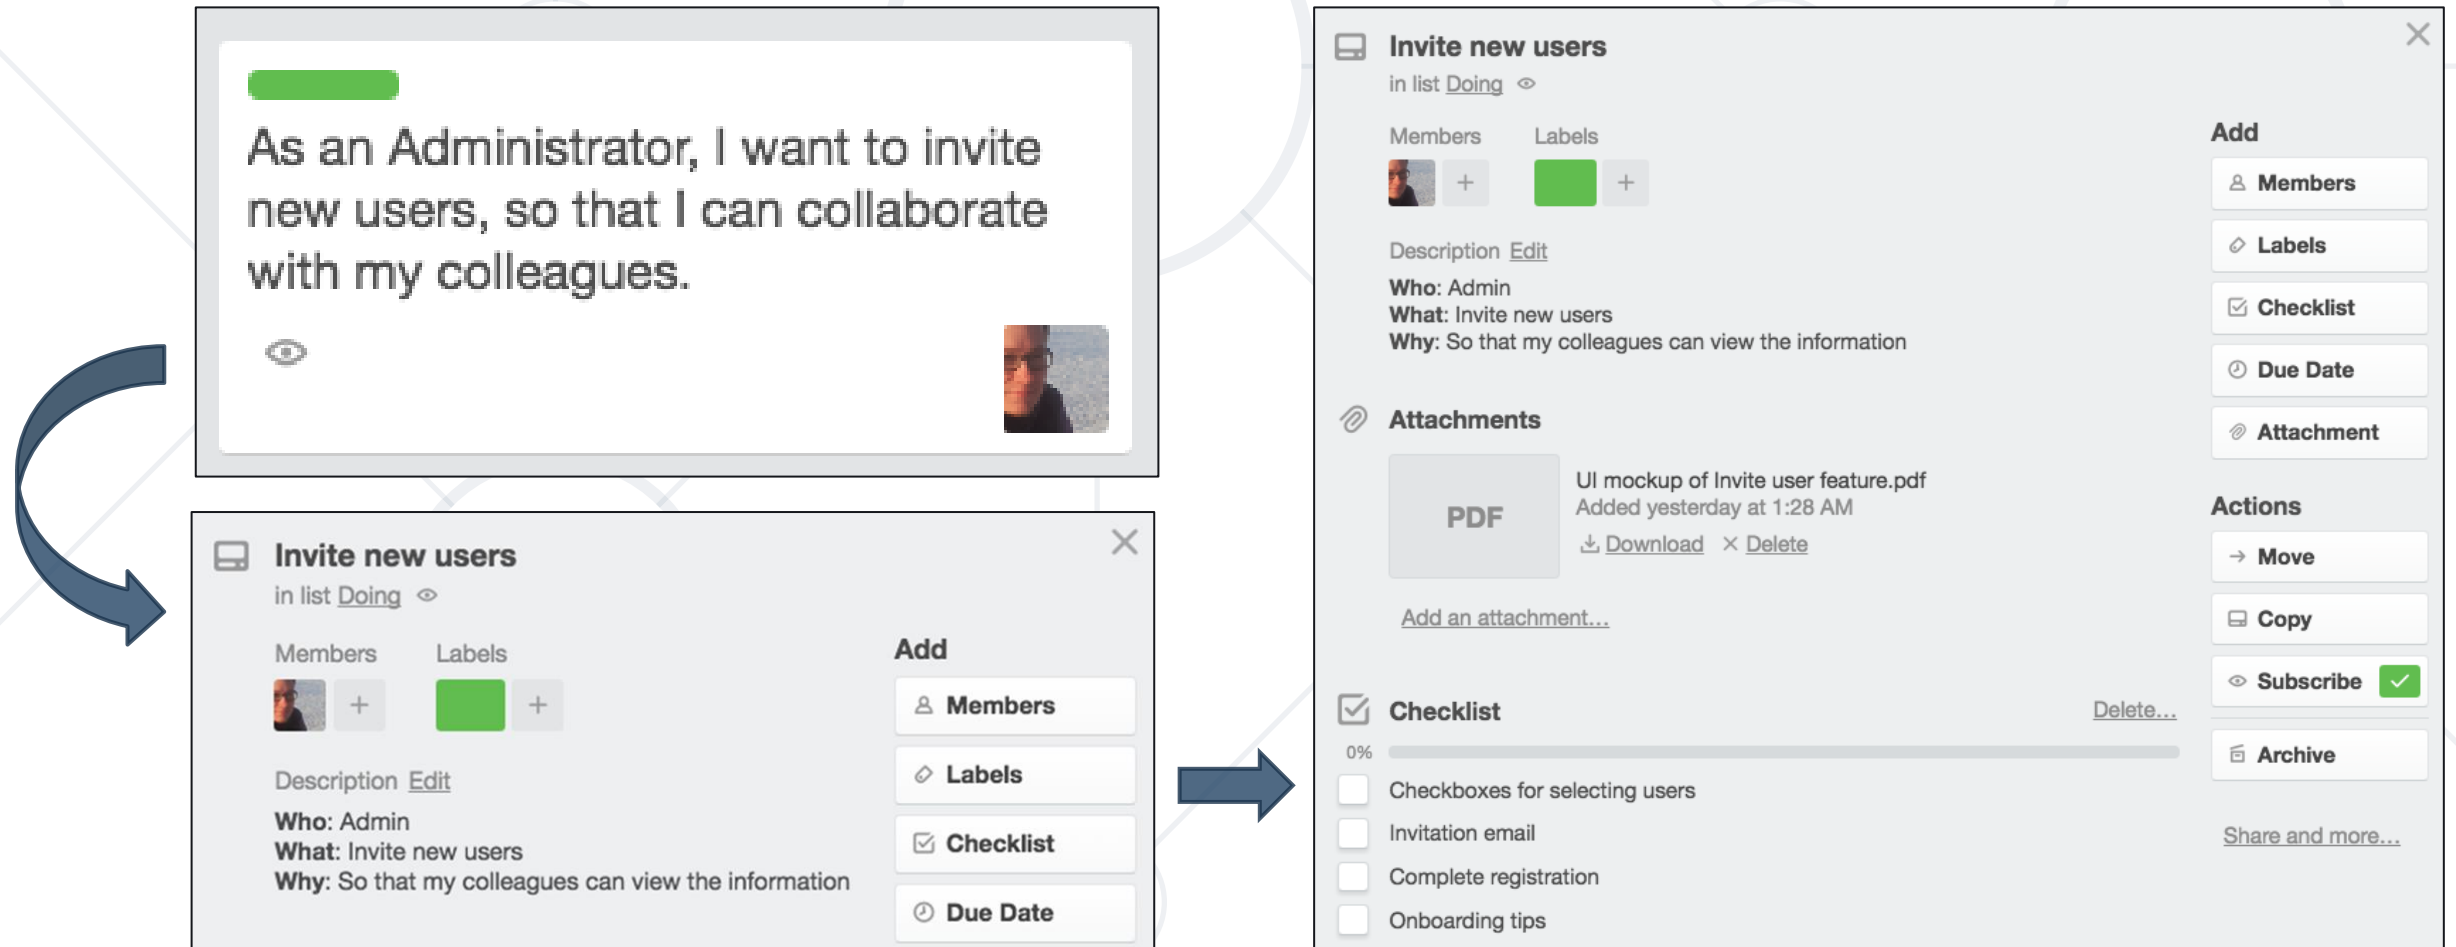 As an Administrator, I want to invite
new users, so that I can collaborate
with my colleagues.
Invite new users
in list Doing
Members Labels
Description Edit
Who: Admin
What: Invite new users
Why: So that my colleagues can view the information
Add
Members
Labels
Checklist
Due Date
Invite new users
in list Doing
Members Labels
Description Edit
Who: Admin
What: Invite new users
Why: So that my colleagues can view the information
Attachments
PDF
UI mockup of Invite user feature.pdf
Added yesterday at 1:28 AM
Download Delete
Add an attachment...
Checklist Delete...
0%
Checkboxes for selecting users
Invitation email
Complete registration
Onboarding tips
Add
Members
Labels
Checklist
Due Date
Attachment
Actions
Move
Copy
Subscribe
Archive
Share and more...